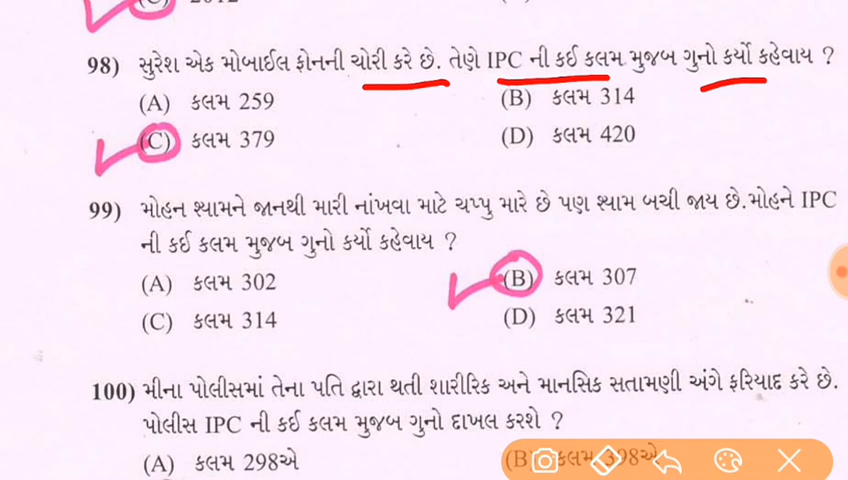 98) સુરેશ એક મોબાઈલ ફોનની ચોરી કરે છે. તેણે IPC ની કઈ કલમ મુજબ ગુનો કર્યો કહેવાય ?
(A) કલમ 259 (B) કલમ 314
(C) કલમ 379 (D) કલમ 420
99) મોહન શ્યામને જાનથી મારી નાંખવા માટે ચપ્પુ મારે છે પણ શ્યામ બચી જાય છે.મોહને IPC
ની કઈ કલમ મુજબ ગુનો કર્યો કહેવાય ?
(A) કલમ 302 (B) કલમ 307
(C) કલમ 314 (D) કલમ 321
100) મીના પોલીસમાં તેના પતિ દ્વારા થતી શારીરિક અને માનસિક સતામણી અંગે ફરિયાદ કરે છે.
પોલીસ IPC ની કઈ કલમ મુજબ ગુનો દાખલ કરશે ?
(A) કલમ 298એ (B) કલમ 398એ